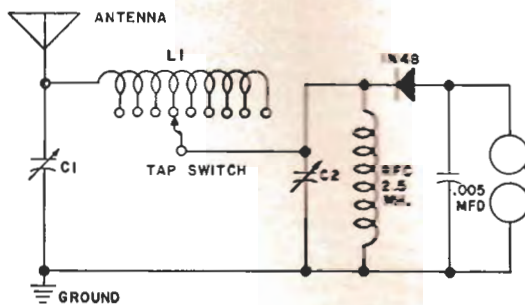 ANTENNA
L1
1N48
C1
TAP SWITCH
C2
RFC
2.5
MH.
.005
MFD
GROUND